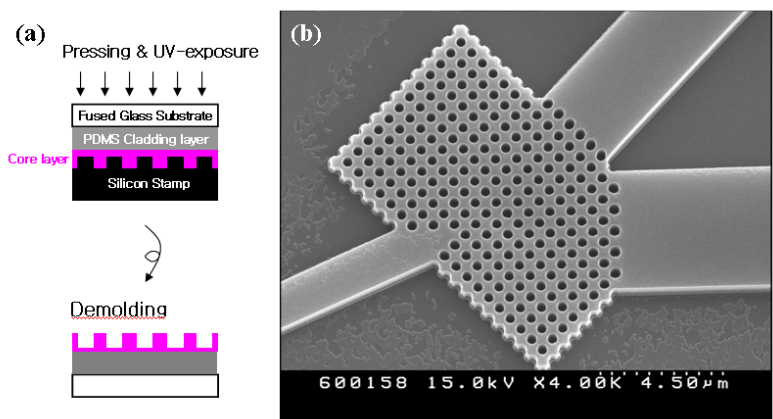 (a)
Pressing & UV-exposure
Fused Glass Substrate
PDMS Cladding layer
Core layer
Silicon Stamp
Demolding
(b)
600158 15.0kV X4.00K 4.50μm